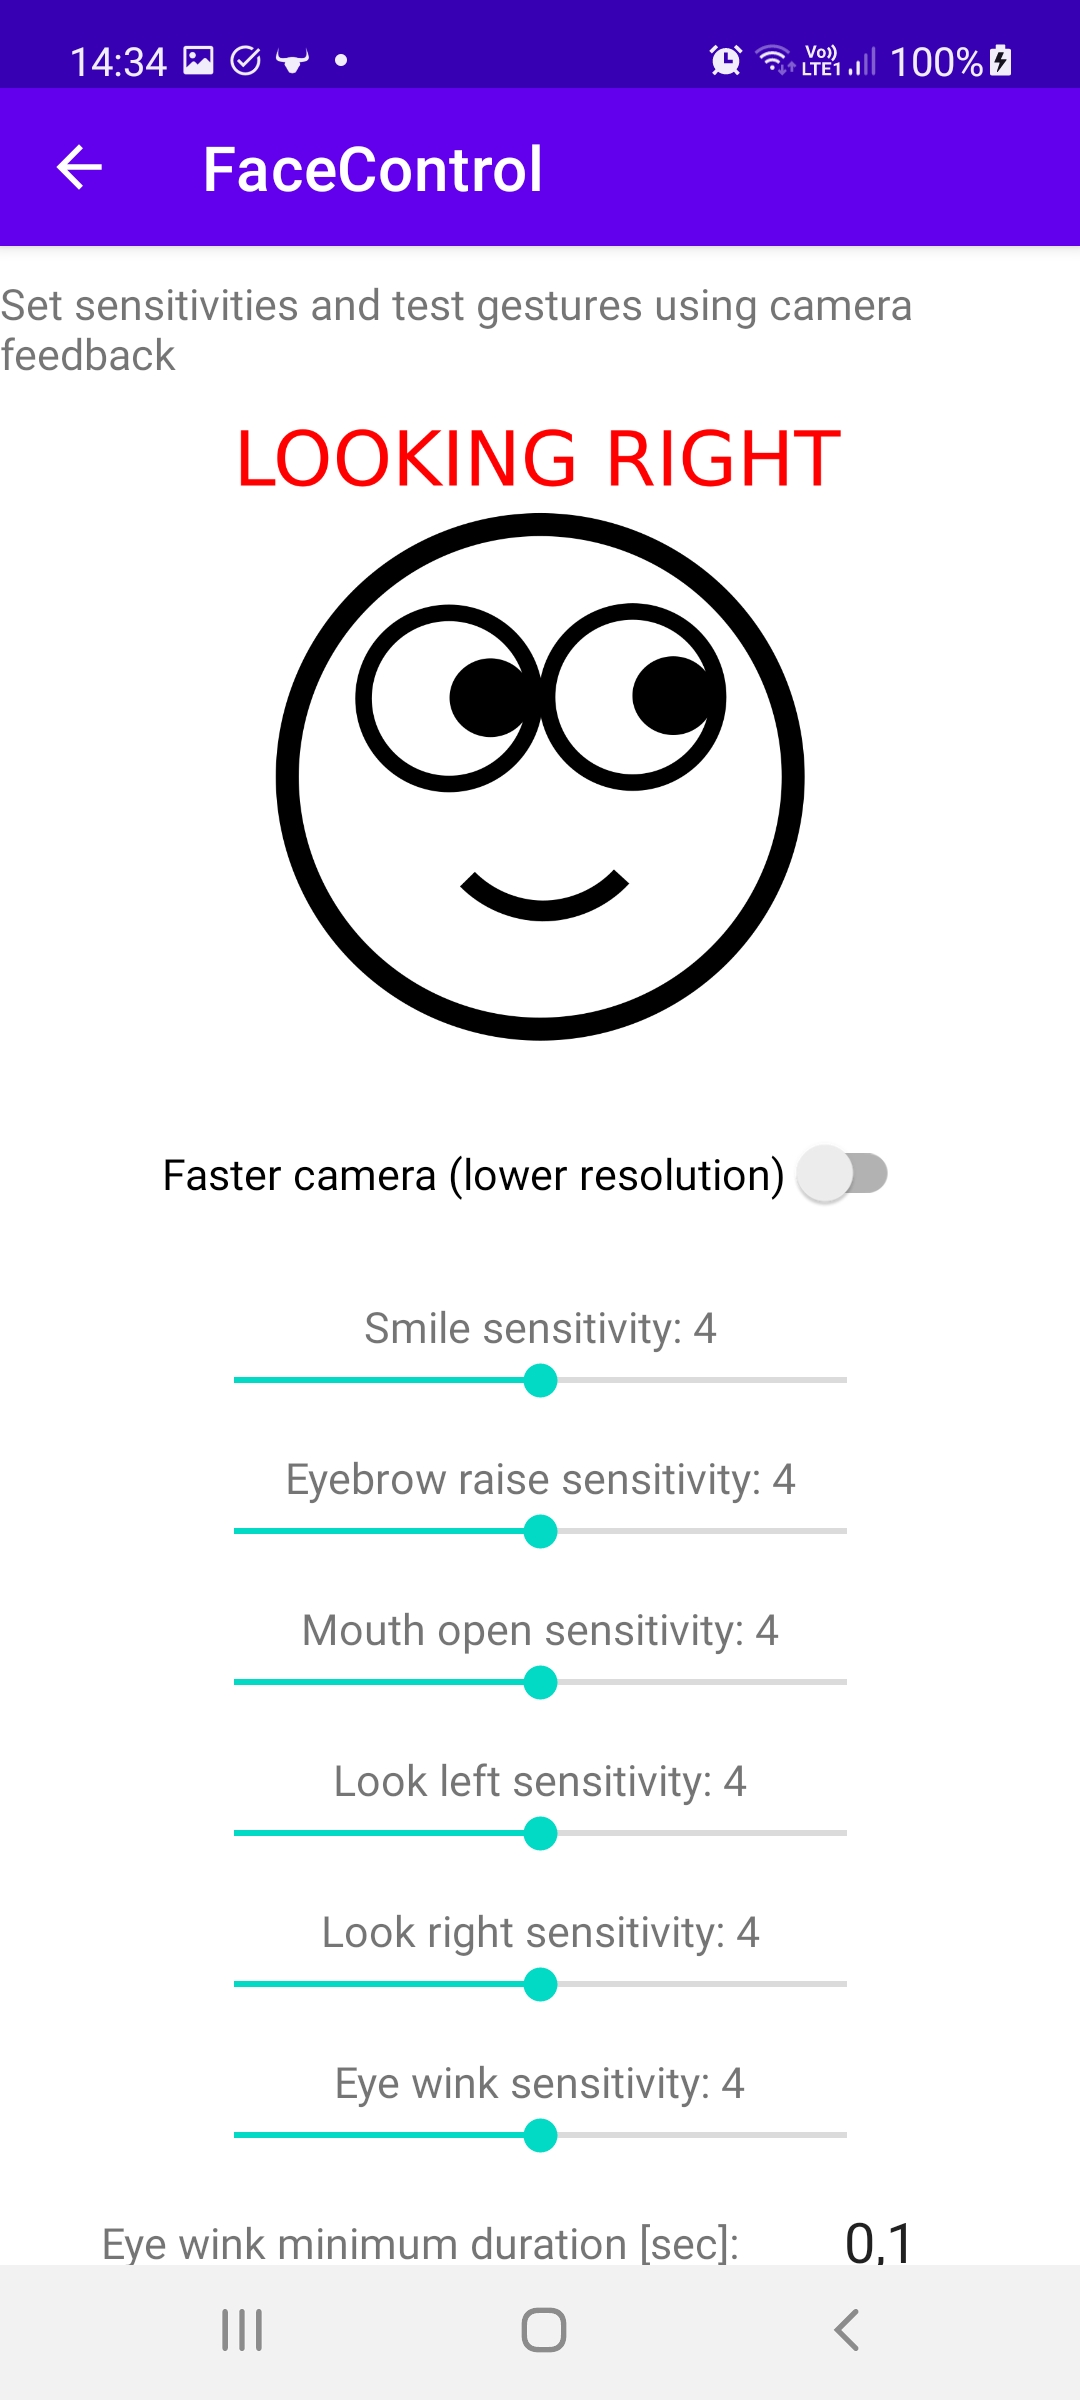 14:34
Vo)) LTE1 100%
FaceControl
Set sensitivities and test gestures using camera
feedback
LOOKING RIGHT
Faster camera (lower resolution)
Smile sensitivity: 4
Eyebrow raise sensitivity: 4
Mouth open sensitivity: 4
Look left sensitivity: 4
Look right sensitivity: 4
Eye wink sensitivity: 4
Eye wink minimum duration [sec]: 0,1